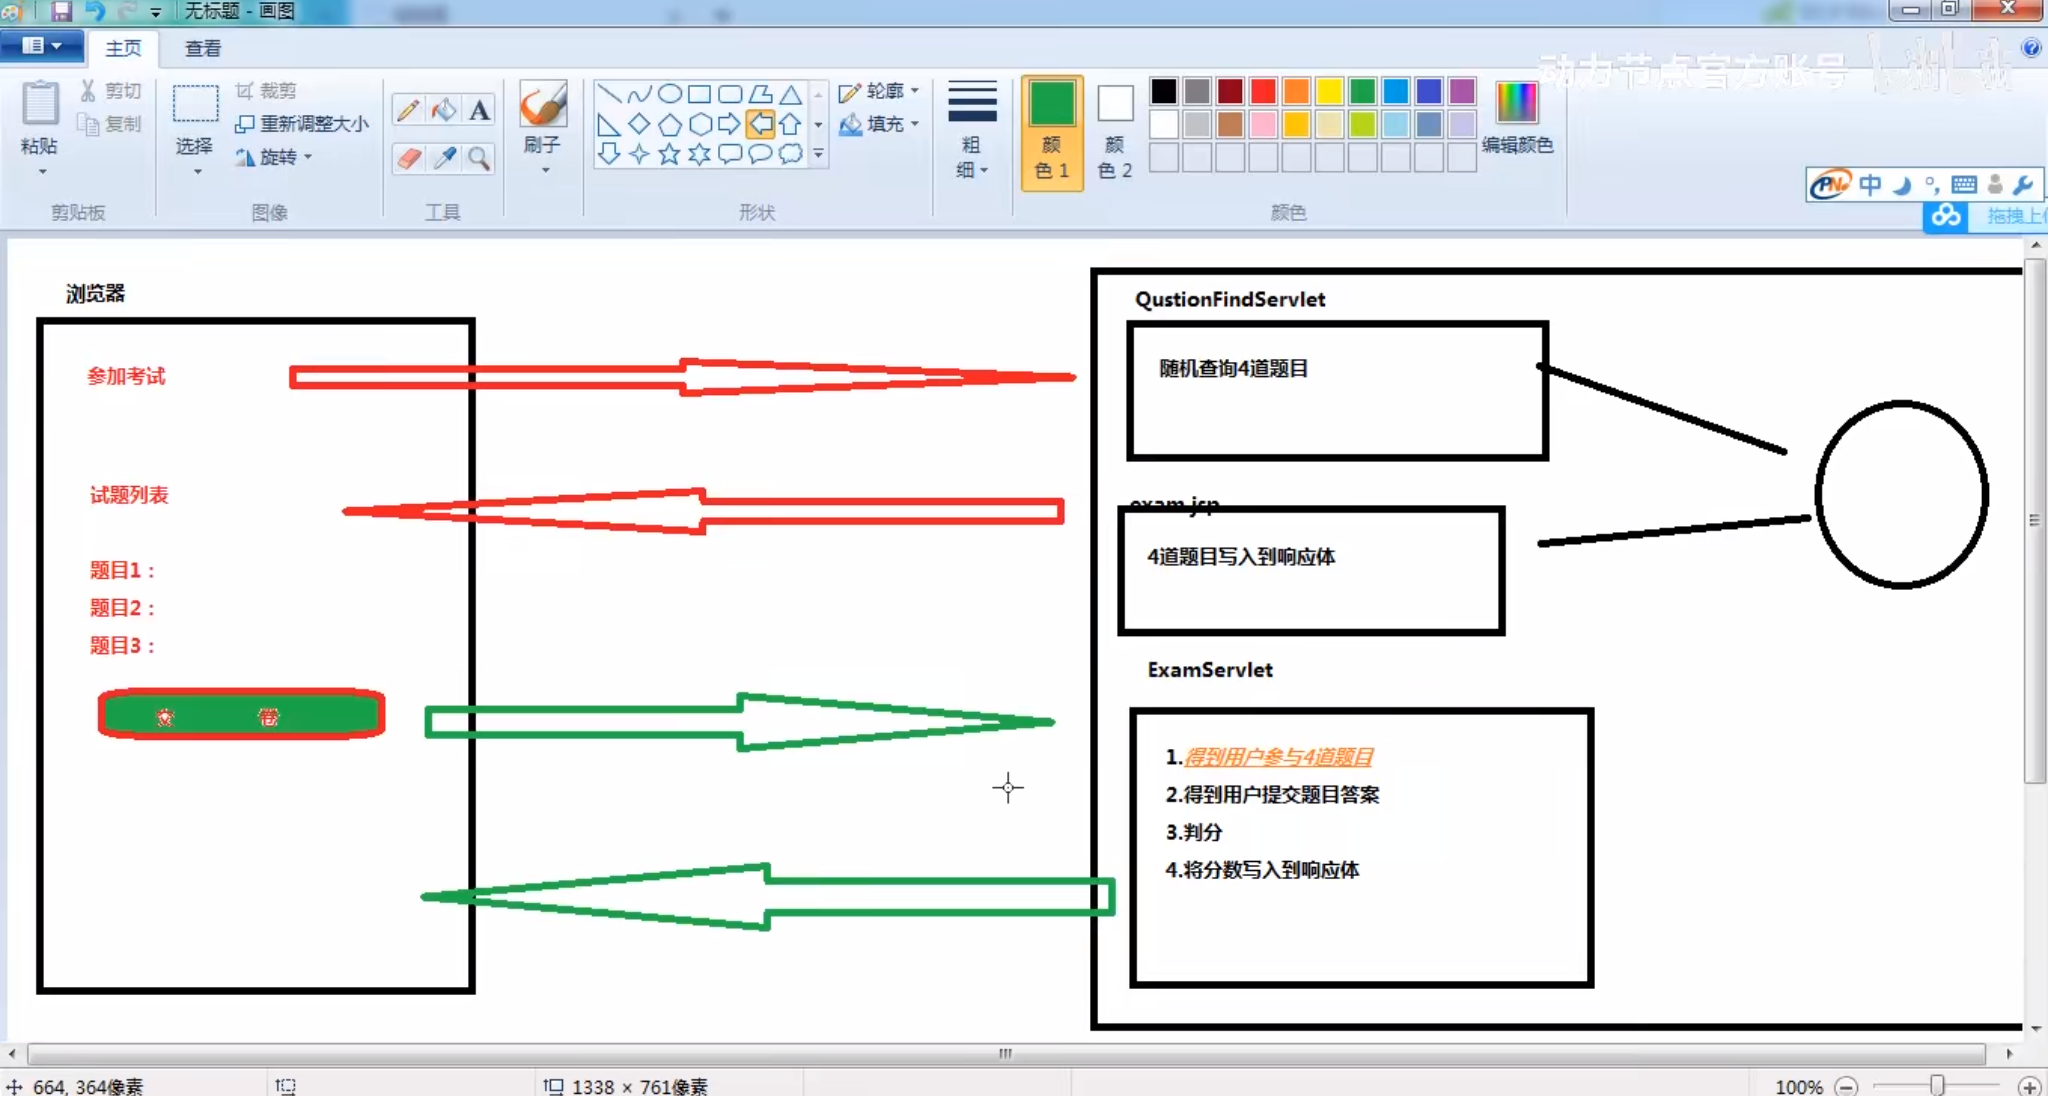 无标题 - 画图
主页 查看
动力节点官方账号
粘贴
剪切
复制
剪贴板
选择
裁剪
重新调整大小
旋转
图像
工具
刷子
形状
轮廓
填充
粗细
颜色 1
颜色 2
颜色
编辑颜色
中
拖拽上传
浏览器
参加考试
试题列表
题目1：
题目2：
题目3：
交 卷
QustionFindServlet
随机查询4道题目
exam.jsp
4道题目写入到响应体
ExamServlet
1.得到用户参与4道题目
2.得到用户提交题目答案
3.判分
4.将分数写入到响应体
664, 364像素
1338 × 761像素
100%